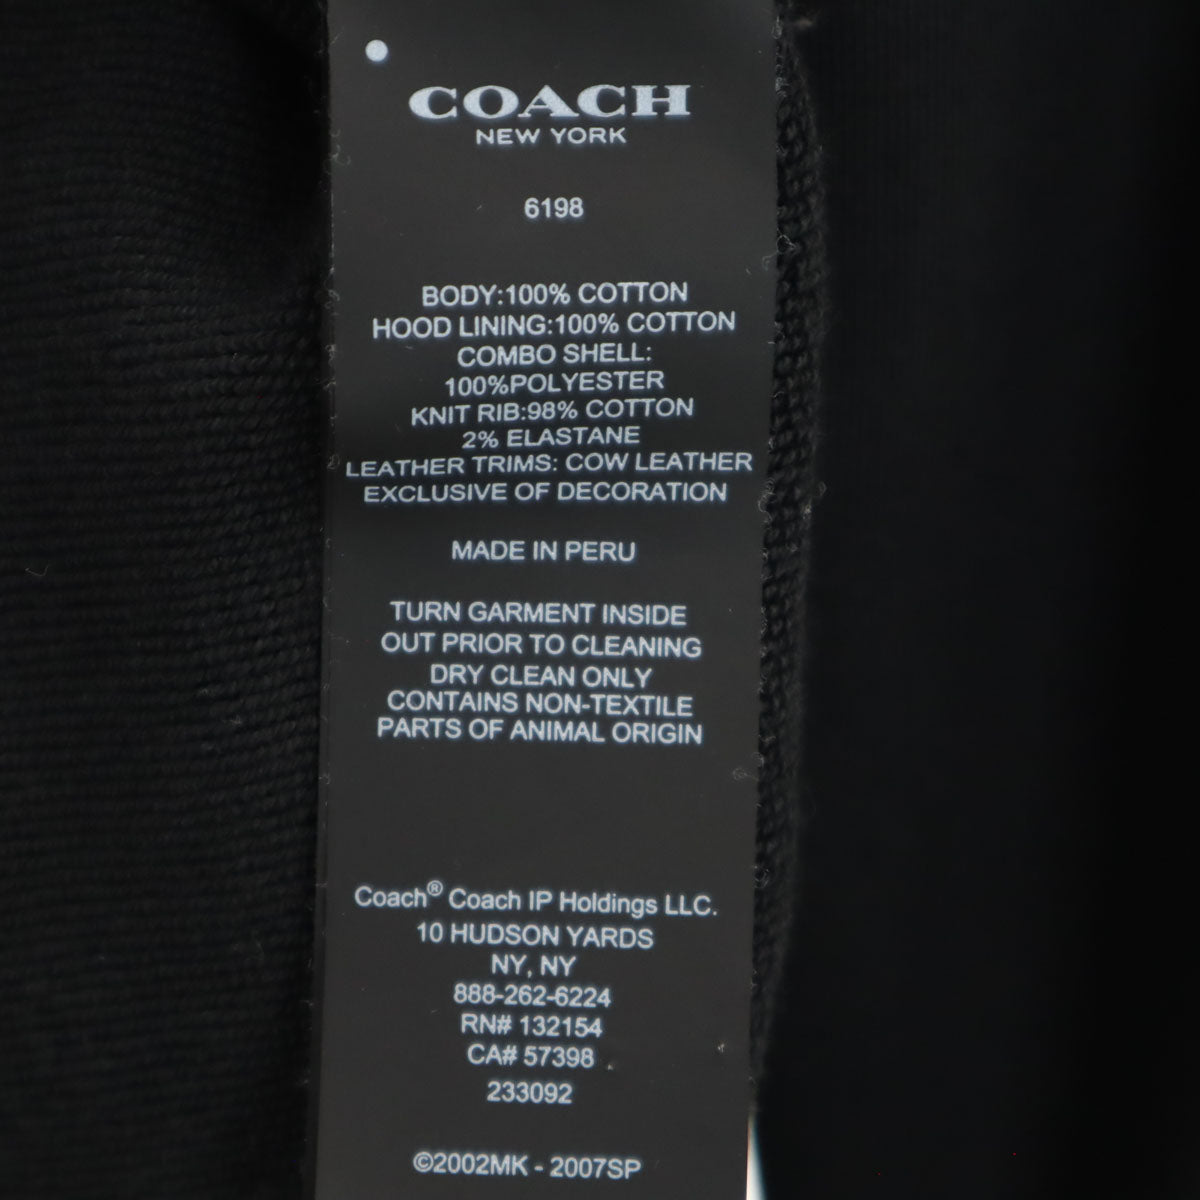 COACH
NEW YORK
6198
BODY:100% COTTON
HOOD LINING:100% COTTON
COMBO SHELL:
100%POLYESTER
KNIT RIB:98% COTTON
2% ELASTANE
LEATHER TRIMS: COW LEATHER
EXCLUSIVE OF DECORATION
MADE IN PERU
TURN GARMENT INSIDE
OUT PRIOR TO CLEANING
DRY CLEAN ONLY
CONTAINS NON-TEXTILE
PARTS OF ANIMAL ORIGIN
Coach® Coach IP Holdings LLC.
10 HUDSON YARDS
NY, NY
888-262-6224
RN# 132154
CA# 57398
233092
©2002MK - 2007SP